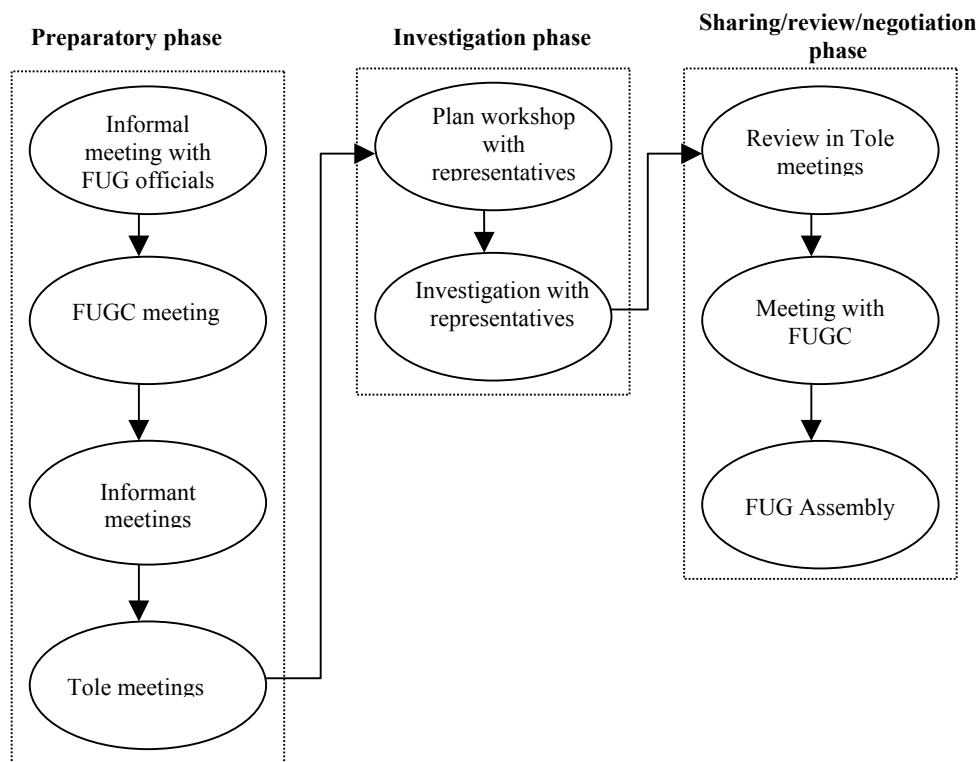 Preparatory phase
Informal
meeting with
FUG officials
FUGC meeting
Informant
meetings
Tole meetings
Investigation phase
Plan workshop
with
representatives
Investigation with
representatives
Sharing/review/negotiation
phase
Review in Tole
meetings
Meeting with
FUGC
FUG Assembly